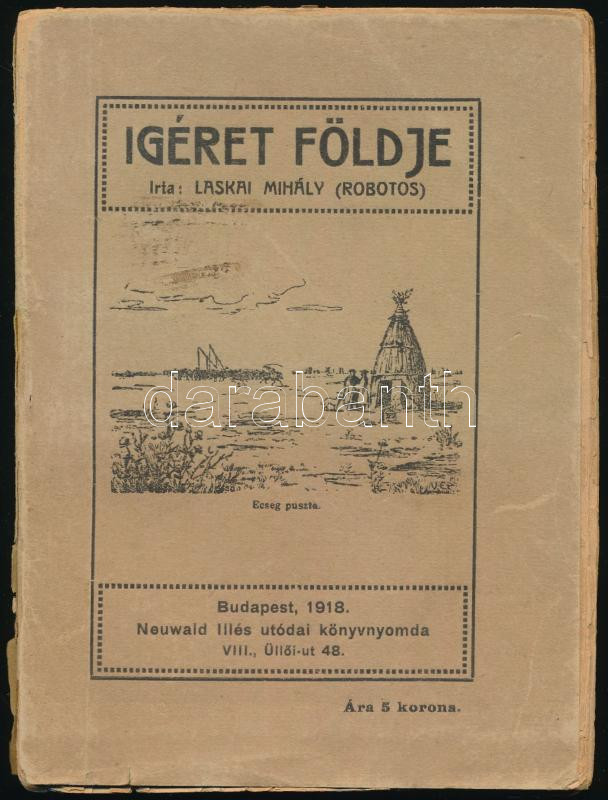 IGÉRET FÖLDJE
Irta: LASKAI MIHÁLY (ROBOTOS)
darabanth
Ecseg puszta.
Budapest, 1918.
Neuwald Illés utódai könyvnyomda
VIII., Üllői-ut 48.
Ára 5 korona.